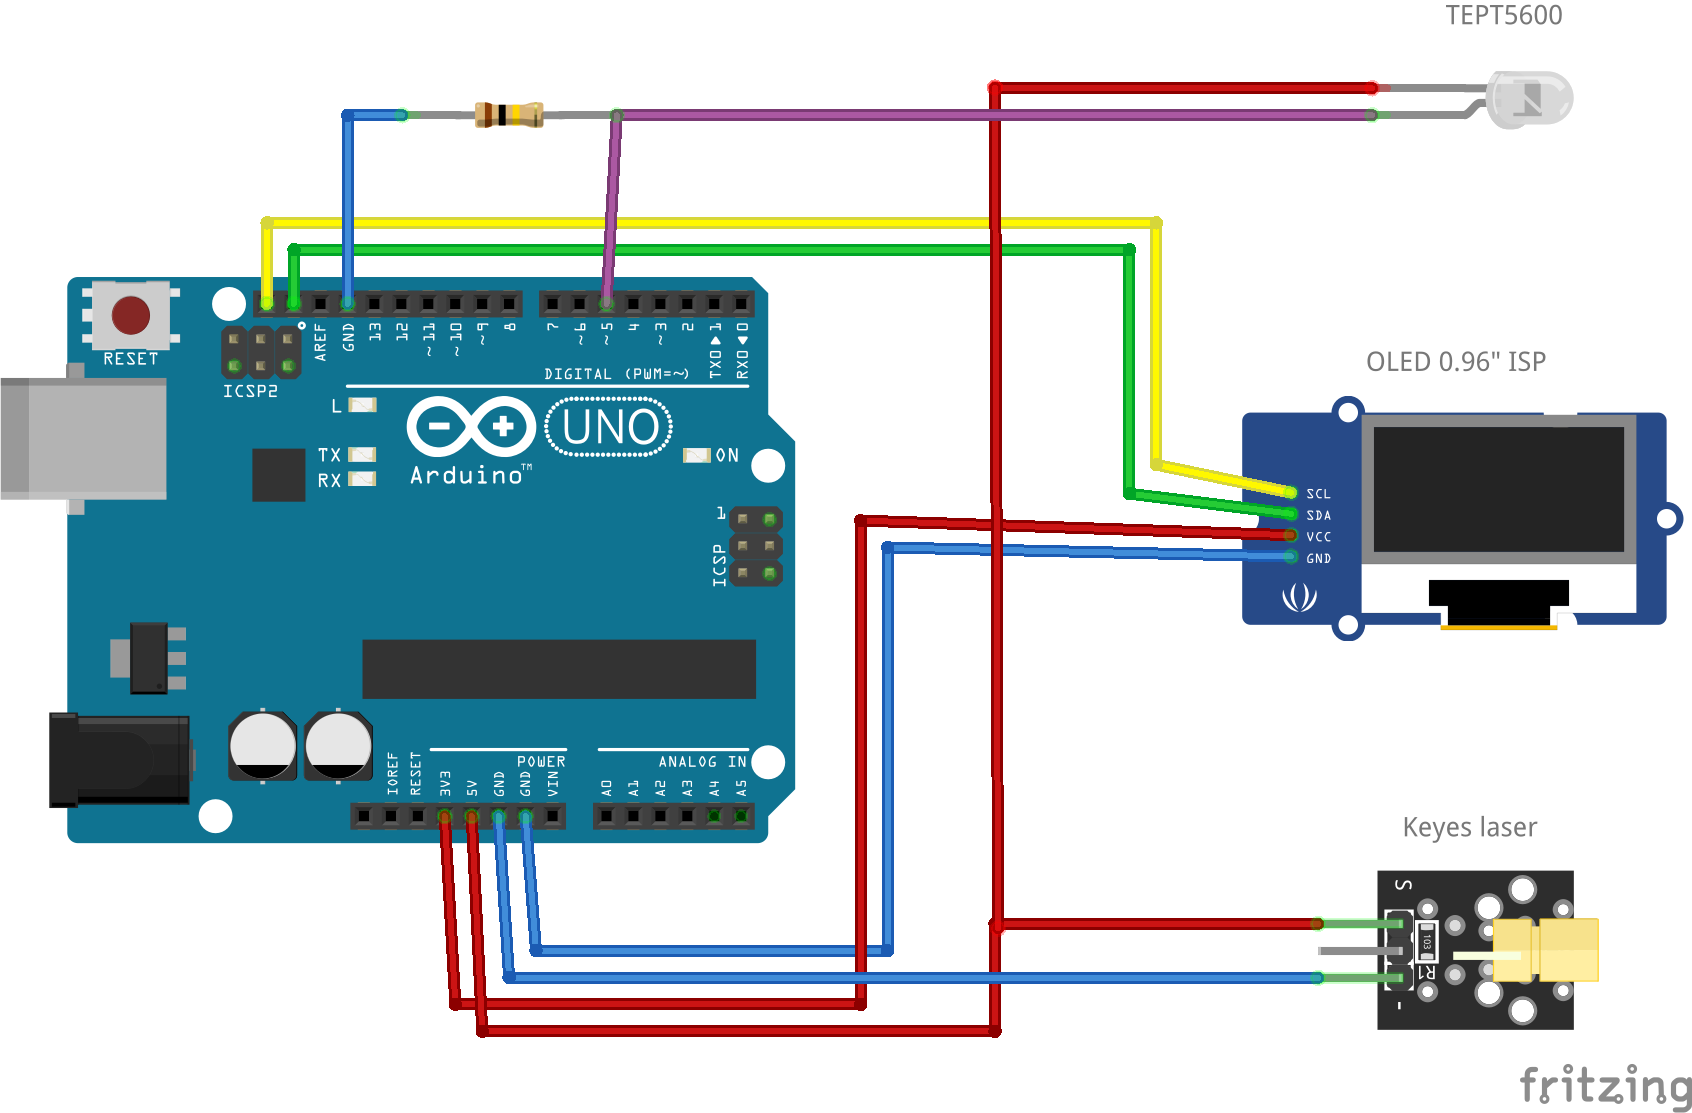 TEPT5600
RESET
ICSP2
AREF
GND
13
12
~11
~10
~9
8
7
~6
~5
4
~3
2
TX0▶1
RX0◀0
DIGITAL (PWM=~)
L
TX
RX
UNO
Arduino™
ON
1
ICSP
OLED 0.96" ISP
SCL
SDA
VCC
GND
POWER
ANALOG IN
IOREF
RESET
3V3
5V
GND
GND
VIN
A0
A1
A2
A3
A4
A5
Keyes laser
S
103
R1
-
fritzing